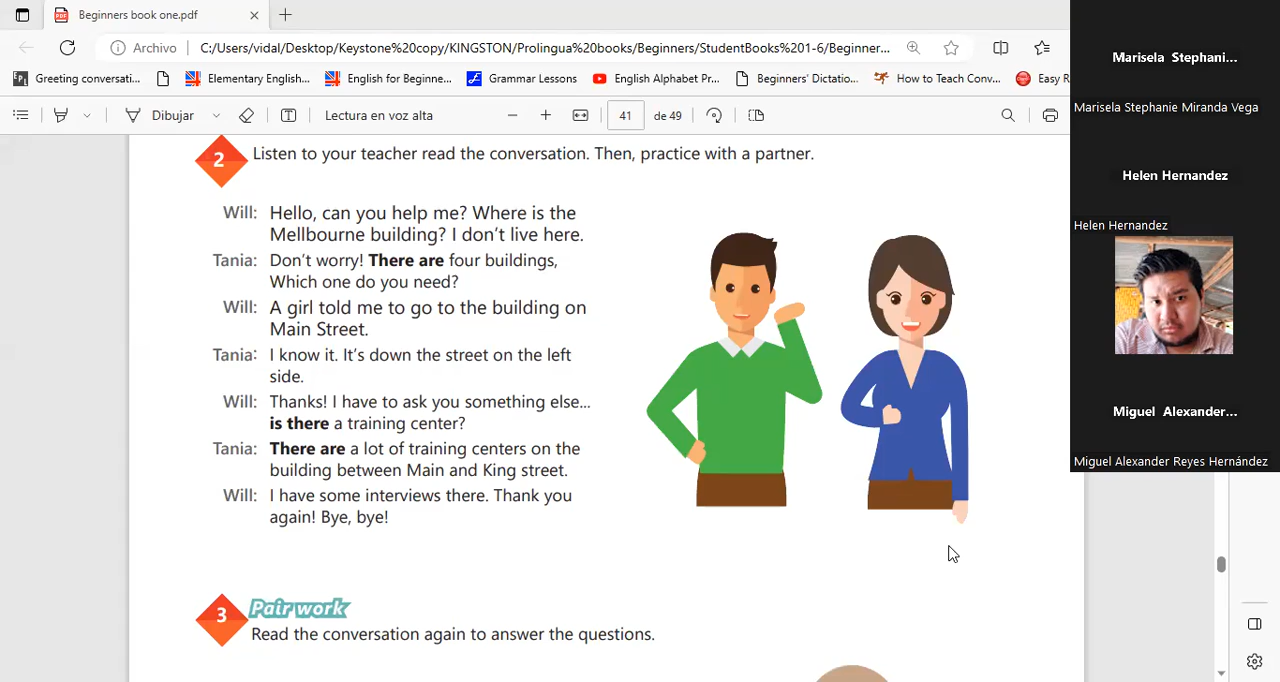 Beginners book one.pdf
Archivo
C:/Users/vidal/Desktop/Keystone%20copy/KINGSTON/Prolingua%20books/Beginners/StudentBooks%201-6/Beginner...
Greeting conversati...
Elementary English...
English for Beginne...
Grammar Lessons
English Alphabet Pr...
Beginners' Dictatio...
How to Teach Conv...
Easy R
Dibujar
Lectura en voz alta
41
de 49
2
Listen to your teacher read the conversation. Then, practice with a partner.
Will: Hello, can you help me? Where is the
Mellbourne building? I don't live here.
Tania: Don't worry! There are four buildings,
Which one do you need?
Will: A girl told me to go to the building on
Main Street.
Tania: I know it. It's down the street on the left
side.
Will: Thanks! I have to ask you something else...
is there a training center?
Tania: There are a lot of training centers on the
building between Main and King street.
Will: I have some interviews there. Thank you
again! Bye, bye!
3
Pair work
Read the conversation again to answer the questions.
Marisela Stephani...
Marisela Stephanie Miranda Vega
Helen Hernandez
Helen Hernandez
Miguel Alexander...
Miguel Alexander Reyes Hernández